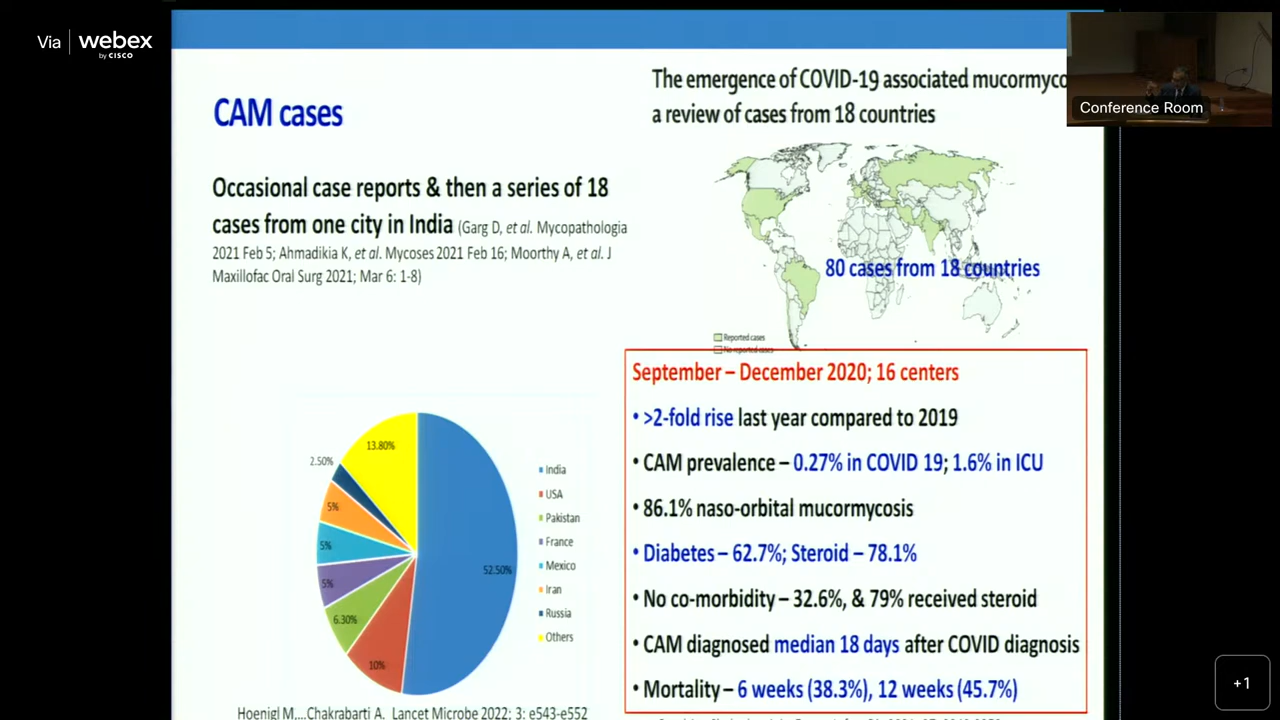 Via webex
by CISCO
Conference Room
CAM cases
Occasional case reports & then a series of 18
cases from one city in India (Garg D, et al. Mycopathologia
2021 Feb 5; Ahmadikia K, et al. Mycoses 2021 Feb 16; Moorthy A, et al. J
Maxillofac Oral Surg 2021; Mar 6: 1-8)
The emergence of COVID-19 associated mucormyco
a review of cases from 18 countries
80 cases from 18 countries
Reported cases
No reported cases
13.80%
2.50%
5%
5%
5%
6.30%
10%
52.50%
India
USA
Pakistan
France
Mexico
Iran
Russia
Others
Hoenigl M,...Chakrabarti A. Lancet Microbe 2022; 3: e543-e552
September – December 2020; 16 centers
• >2-fold rise last year compared to 2019
• CAM prevalence – 0.27% in COVID 19; 1.6% in ICU
• 86.1% naso-orbital mucormycosis
• Diabetes – 62.7%; Steroid – 78.1%
• No co-morbidity – 32.6%, & 79% received steroid
• CAM diagnosed median 18 days after COVID diagnosis
• Mortality – 6 weeks (38.3%), 12 weeks (45.7%)
+1